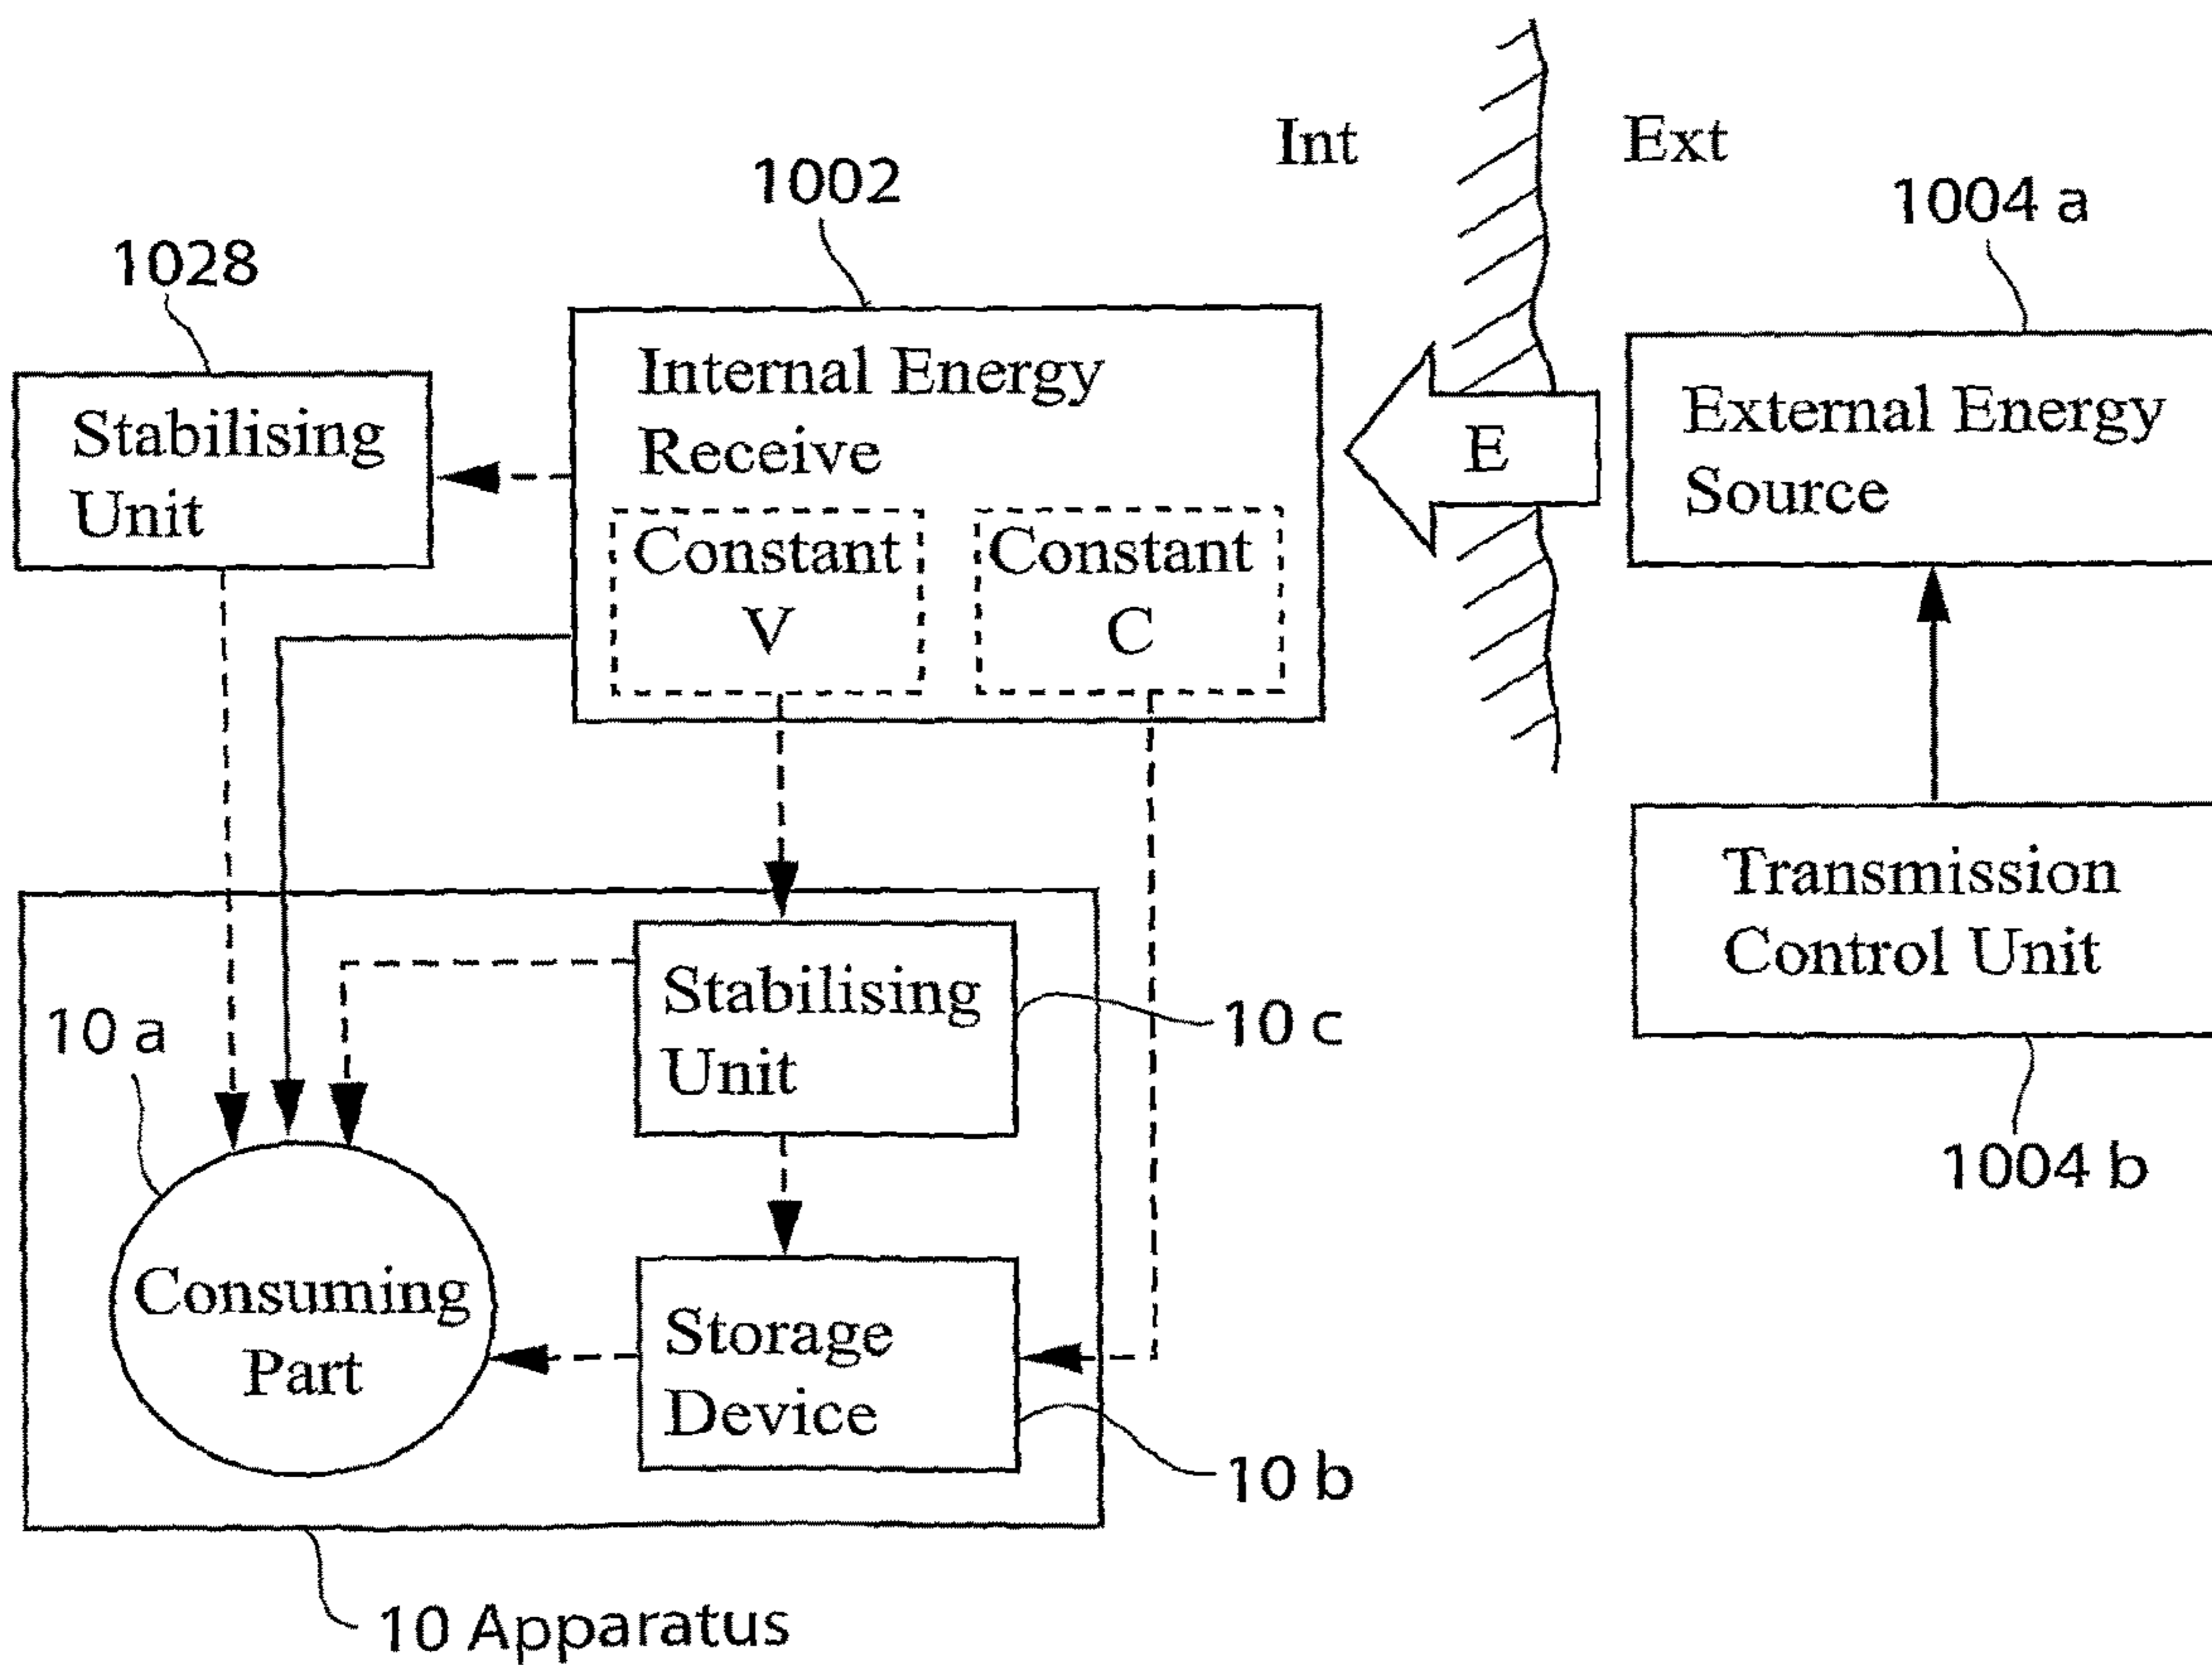 Int
Ext
1002
1004 a
1028
Internal Energy
Receive
Stabilising
Unit
External Energy
Source
E
Constant
V
Constant
C
Transmission
Control Unit
Stabilising
Unit
10 a
10 c
1004 b
Consuming
Part
Storage
Device
10 b
10 Apparatus